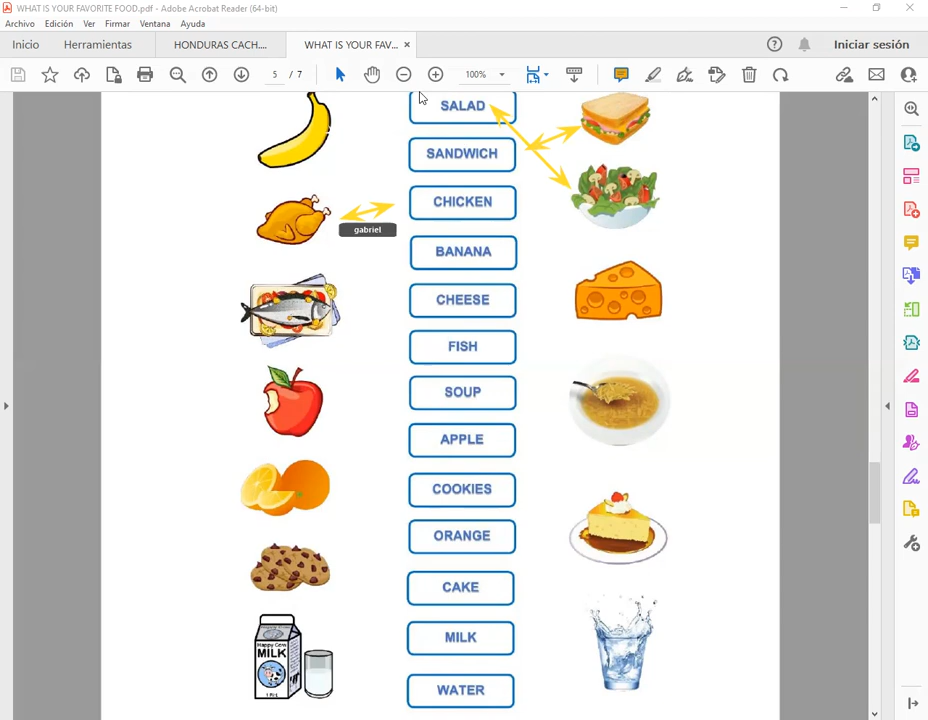 WHAT IS YOUR FAVORITE FOOD.pdf - Adobe Acrobat Reader (64-bit)
Archivo Edición Ver Firmar Ventana Ayuda
Inicio Herramientas HONDURAS CACH.... WHAT IS YOUR FAV... × Iniciar sesión
5 / 7 100%
SALAD
SANDWICH
CHICKEN
gabriel
BANANA
CHEESE
FISH
SOUP
APPLE
COOKIES
ORANGE
CAKE
MILK
Happy Cow
MILK
WATER